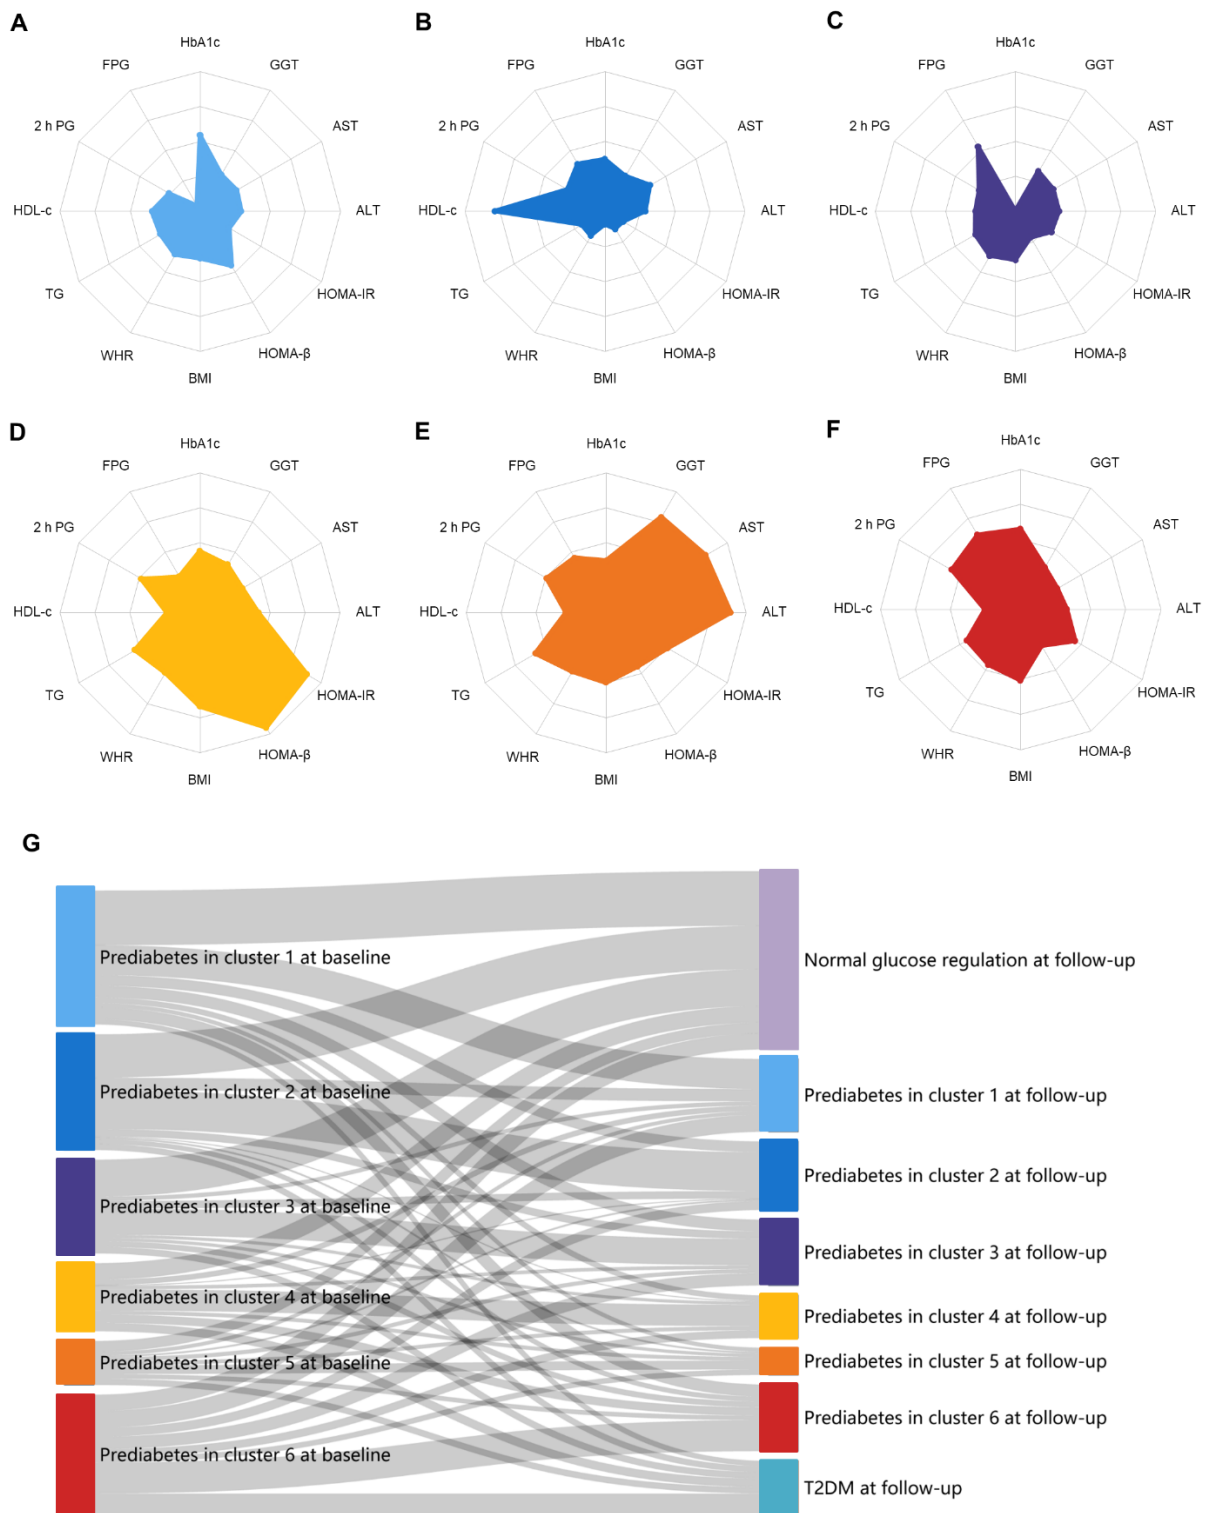 A
HbA1c
FPG
GGT
2 h PG
AST
HDL-c
ALT
TG
HOMA-IR
WHR
HOMA-β
BMI
B
HbA1c
FPG
GGT
2 h PG
AST
HDL-c
ALT
TG
HOMA-IR
WHR
HOMA-β
BMI
C
HbA1c
FPG
GGT
2 h PG
AST
HDL-c
ALT
TG
HOMA-IR
WHR
HOMA-β
BMI
D
HbA1c
FPG
GGT
2 h PG
AST
HDL-c
ALT
TG
HOMA-IR
WHR
HOMA-β
BMI
E
HbA1c
FPG
GGT
2 h PG
AST
HDL-c
ALT
TG
HOMA-IR
WHR
HOMA-β
BMI
F
HbA1c
FPG
GGT
2 h PG
AST
HDL-c
ALT
TG
HOMA-IR
WHR
HOMA-β
BMI
G
Prediabetes in cluster 1 at baseline
Prediabetes in cluster 2 at baseline
Prediabetes in cluster 3 at baseline
Prediabetes in cluster 4 at baseline
Prediabetes in cluster 5 at baseline
Prediabetes in cluster 6 at baseline
Normal glucose regulation at follow-up
Prediabetes in cluster 1 at follow-up
Prediabetes in cluster 2 at follow-up
Prediabetes in cluster 3 at follow-up
Prediabetes in cluster 4 at follow-up
Prediabetes in cluster 5 at follow-up
Prediabetes in cluster 6 at follow-up
T2DM at follow-up